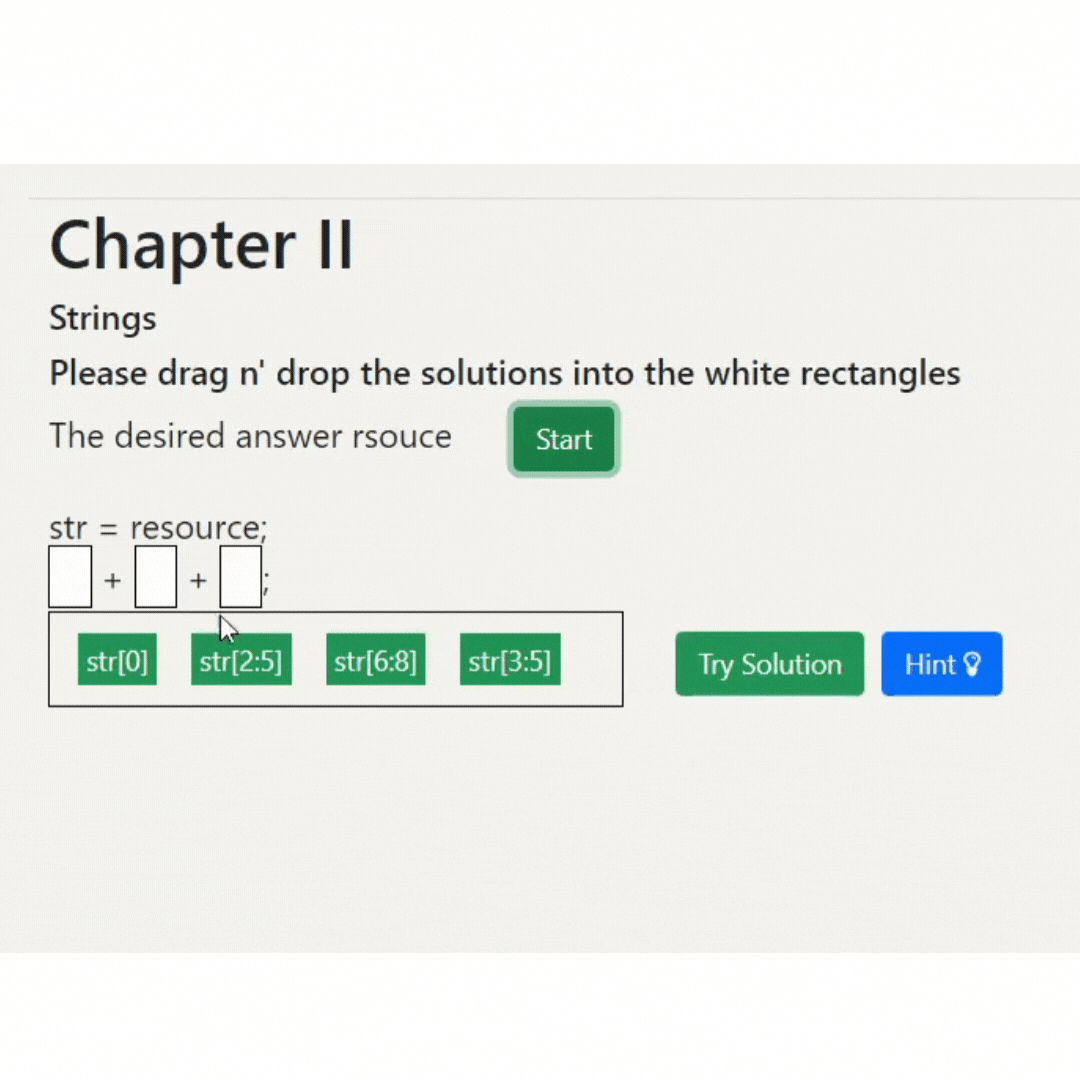 Chapter II
Strings
Please drag n' drop the solutions into the white rectangles
The desired answer rsouce Start
str = resource;
+ + ;
str[0] str[2:5] str[6:8] str[3:5] Try Solution Hint